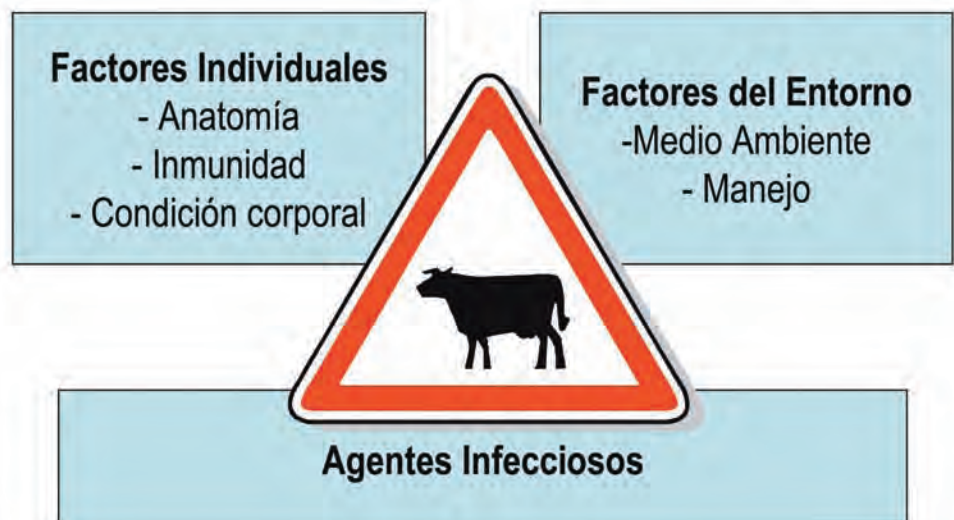 Factores Individuales
- Anatomía
- Inmunidad
- Condición corporal
Factores del Entorno
-Medio Ambiente
- Manejo
Agentes Infecciosos